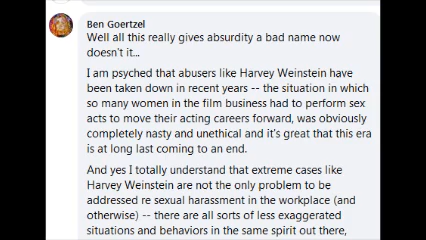 Ben Goertzel
Well all this really gives absurdity a bad name now
doesn't it...
I am psyched that abusers like Harvey Weinstein have
been taken down in recent years -- the situation in which
so many women in the film business had to perform sex
acts to move their acting careers forward, was obviously
completely nasty and unethical and it's great that this era
is at long last coming to an end.
And yes I totally understand that extreme cases like
Harvey Weinstein are not the only problem to be
addressed re sexual harassment in the workplace (and
otherwise) -- there are all sorts of less exaggerated
situations and behaviors in the same spirit out there,